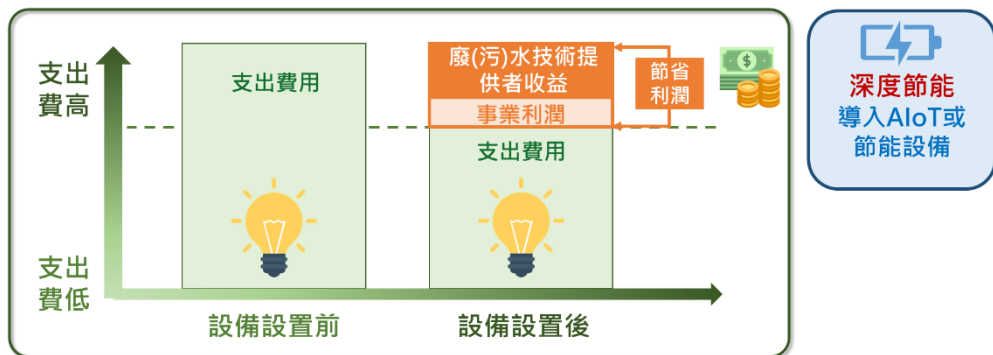 支出
費高
支出費用
廢(污)水技術提
供者收益
事業利潤
節省
利潤
$
支出費用
支出
費低
設備設置前
設備設置後
深度節能
導入AIoT或
節能設備